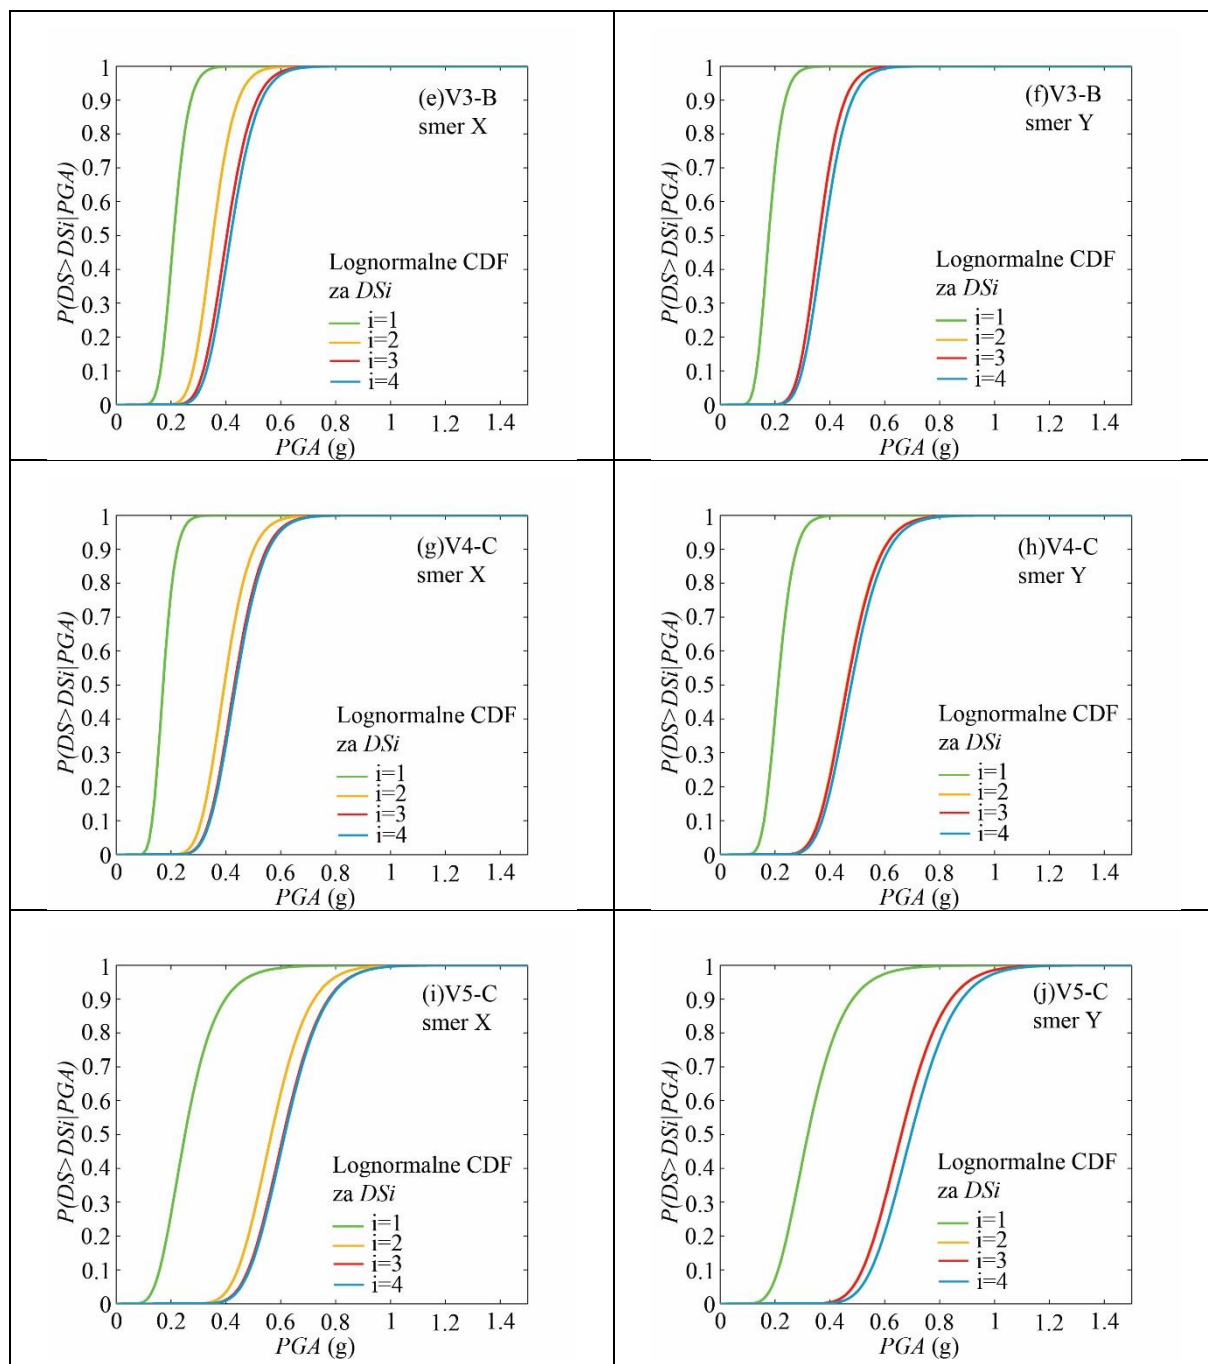 (e)V3-B
smer X
P(DS>DSi|PGA)
1
0.9
0.8
0.7
0.6
0.5
0.4
0.3
0.2
0.1
0
Lognormalne CDF
za DSi
i=1
i=2
i=3
i=4
0 0.2 0.4 0.6 0.8 1 1.2 1.4
PGA (g)
(f)V3-B
smer Y
P(DS>DSi|PGA)
1
0.9
0.8
0.7
0.6
0.5
0.4
0.3
0.2
0.1
0
Lognormalne CDF
za DSi
i=1
i=2
i=3
i=4
0 0.2 0.4 0.6 0.8 1 1.2 1.4
PGA (g)
(g)V4-C
smer X
P(DS>DSi|PGA)
1
0.9
0.8
0.7
0.6
0.5
0.4
0.3
0.2
0.1
0
Lognormalne CDF
za DSi
i=1
i=2
i=3
i=4
0 0.2 0.4 0.6 0.8 1 1.2 1.4
PGA (g)
(h)V4-C
smer Y
P(DS>DSi|PGA)
1
0.9
0.8
0.7
0.6
0.5
0.4
0.3
0.2
0.1
0
Lognormalne CDF
za DSi
i=1
i=2
i=3
i=4
0 0.2 0.4 0.6 0.8 1 1.2 1.4
PGA (g)
(i)V5-C
smer X
P(DS>DSi|PGA)
1
0.9
0.8
0.7
0.6
0.5
0.4
0.3
0.2
0.1
0
Lognormalne CDF
za DSi
i=1
i=2
i=3
i=4
0 0.2 0.4 0.6 0.8 1 1.2 1.4
PGA (g)
(j)V5-C
smer Y
P(DS>DSi|PGA)
1
0.9
0.8
0.7
0.6
0.5
0.4
0.3
0.2
0.1
0
Lognormalne CDF
za DSi
i=1
i=2
i=3
i=4
0 0.2 0.4 0.6 0.8 1 1.2 1.4
PGA (g)